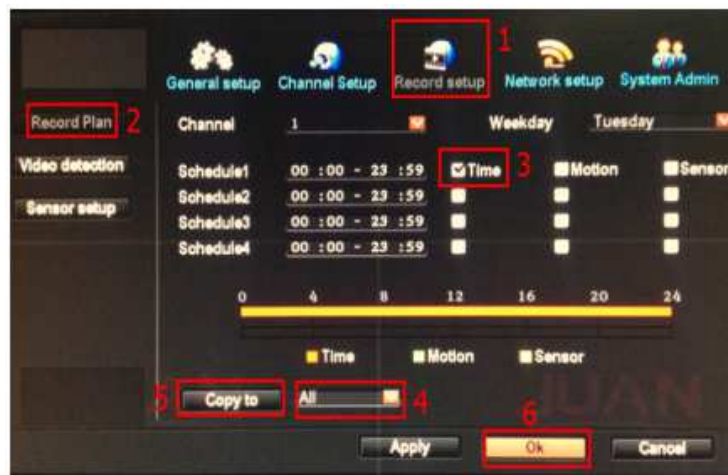 1
General setup Channel Setup Record setup Network setup System Admin
Record Plan 2 Channel 1 Weekday Tuesday
Video detection Schedule1 00 :00 - 23 :59 Time 3 Motion Sensor
Schedule2 00 :00 - 23 :59
Sensor setup Schedule3 00 :00 - 23 :59
Schedule4 00 :00 - 23 :59
0 4 8 12 16 20 24
Time Motion Sensor
5 Copy to All 4 JUAN
6
Apply Ok Cancel